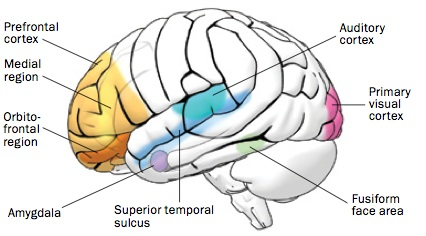 Prefrontal
cortex
Medial
region
Orbito-
frontal
region
Amygdala
Superior temporal
sulcus
Auditory
cortex
Primary
visual
cortex
Fusiform
face area